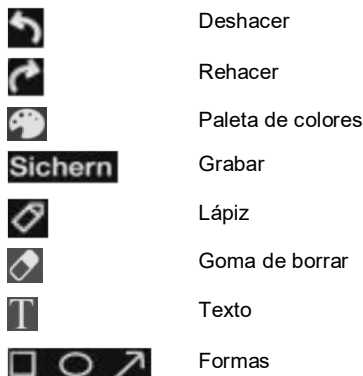 Deshacer
Rehacer
Paleta de colores
Sichern Grabar
Lápiz
Goma de borrar
T Texto
Formas